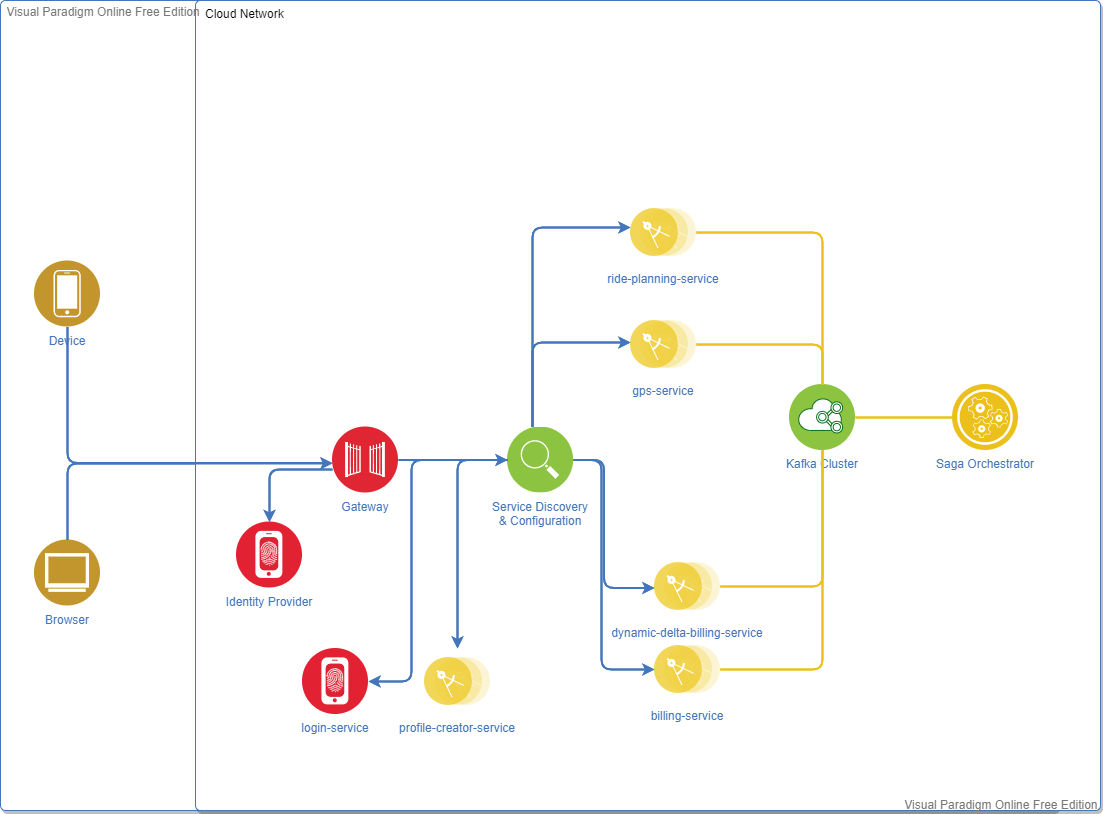 Visual Paradigm Online Free Edition
Cloud Network
ride-planning-service
Device
gps-service
Kafka Cluster
Saga Orchestrator
Gateway
Service Discovery
& Configuration
Identity Provider
Browser
dynamic-delta-billing-service
billing-service
login-service
profile-creator-service
Visual Paradigm Online Free Edition